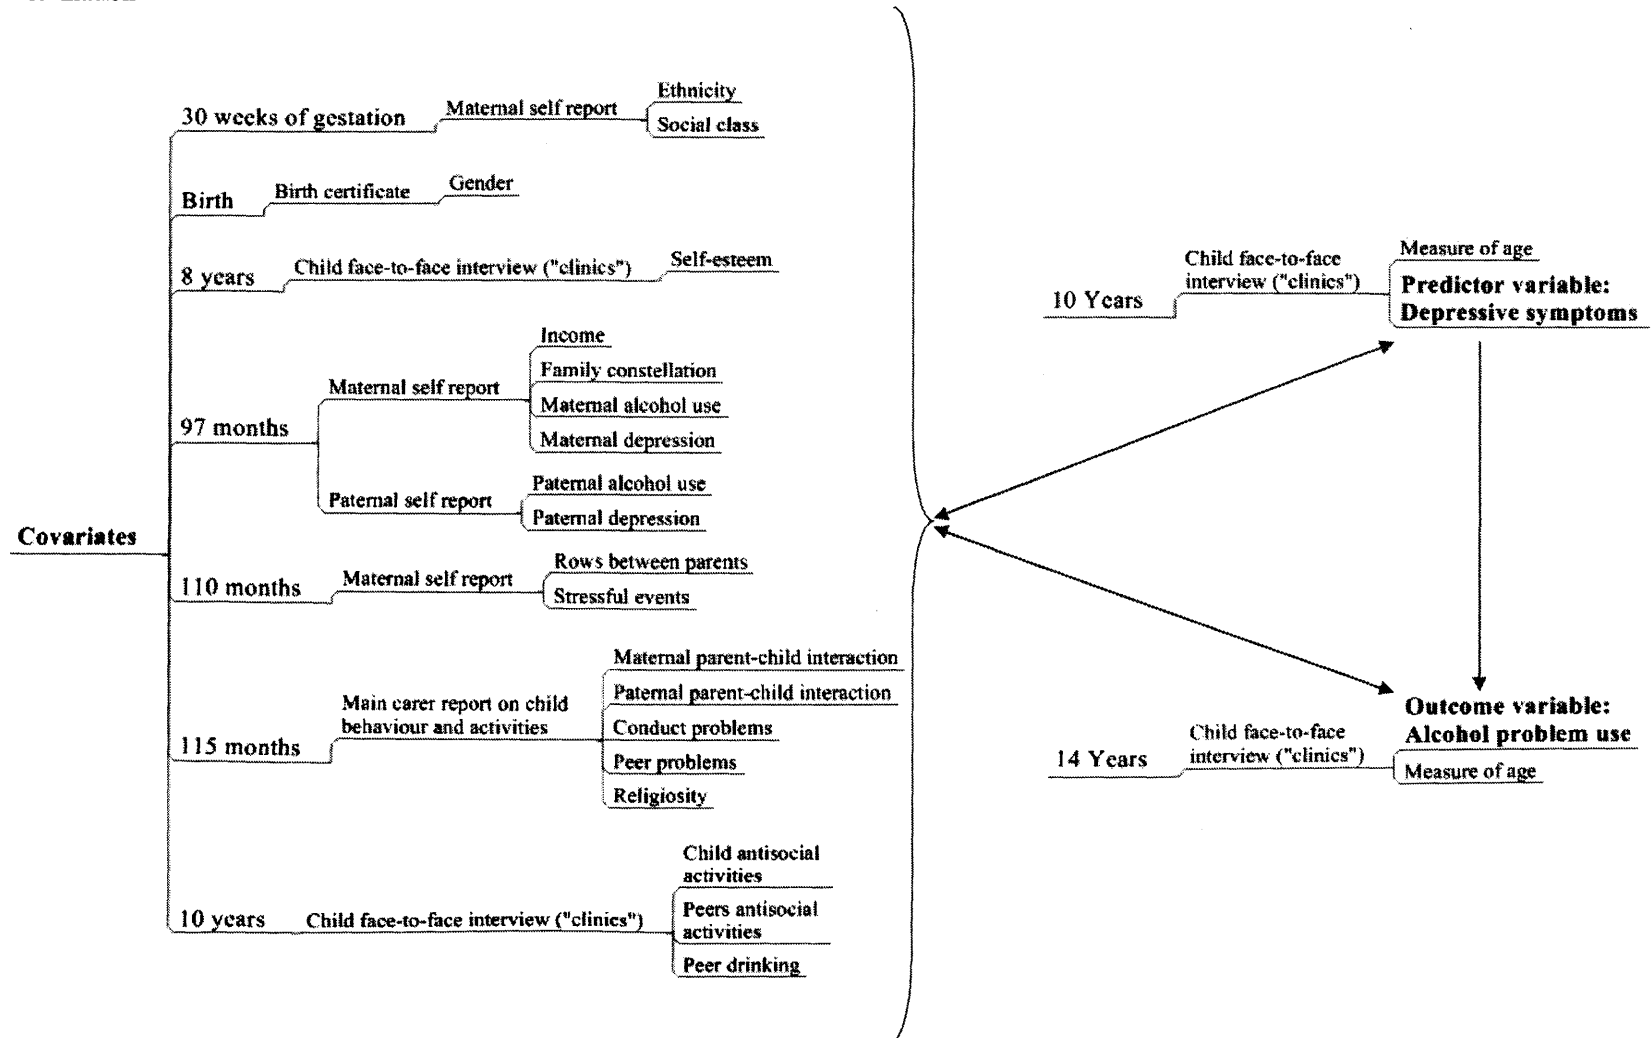 30 weeks of gestation
Maternal self report
Ethnicity
Social class
Birth
Birth certificate
Gender
8 years
Child face-to-face interview ("clinics")
Self-esteem
97 months
Maternal self report
Income
Family constellation
Maternal alcohol use
Maternal depression
Paternal self report
Paternal alcohol use
Paternal depression
Covariates
110 months
Maternal self report
Rows between parents
Stressful events
115 months
Main carer report on child
behaviour and activities
Maternal parent-child interaction
Paternal parent-child interaction
Conduct problems
Peer problems
Religiosity
10 years
Child face-to-face interview ("clinics")
Child antisocial
activities
Peers antisocial
activities
Peer drinking
10 Years
Child face-to-face
interview ("clinics")
Measure of age
Predictor variable:
Depressive symptoms
14 Years
Child face-to-face
interview ("clinics")
Outcome variable:
Alcohol problem use
Measure of age